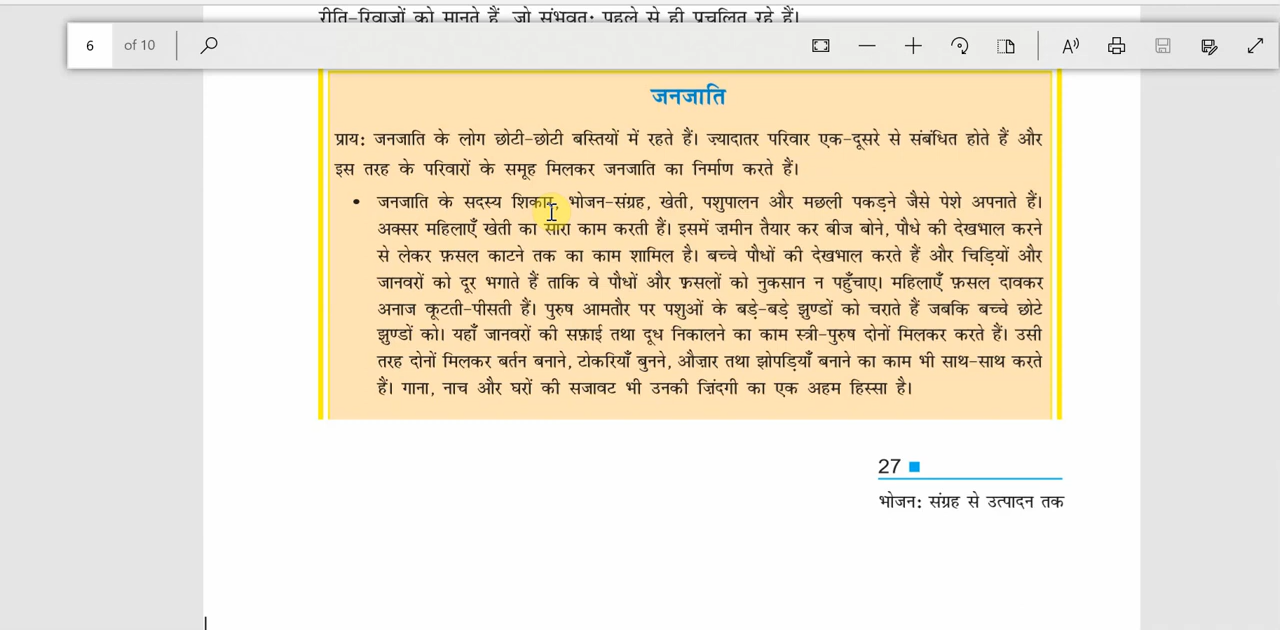 रीति-रिवाजों को मानते हैं, जो संभवतः पहले से ही प्रचलित रहे हैं।
6 of 10
जनजाति
प्राय: जनजाति के लोग छोटी-छोटी बस्तियों में रहते हैं। ज़्यादातर परिवार एक-दूसरे से संबंधित होते हैं और
इस तरह के परिवारों के समूह मिलकर जनजाति का निर्माण करते हैं।
• जनजाति के सदस्य शिकार, भोजन-संग्रह, खेती, पशुपालन और मछली पकड़ने जैसे पेशे अपनाते हैं।
अक्सर महिलाएँ खेती का सारा काम करती हैं। इसमें ज़मीन तैयार कर बीज बोने, पौधे की देखभाल करने
से लेकर फ़सल काटने तक का काम शामिल है। बच्चे पौधों की देखभाल करते हैं और चिड़ियों और
जानवरों को दूर भगाते हैं ताकि वे पौधों और फ़सलों को नुकसान न पहुँचाए। महिलाएँ फ़सल दावकर
अनाज कूटती-पीसती हैं। पुरुष आमतौर पर पशुओं के बड़े-बड़े झुण्डों को चराते हैं जबकि बच्चे छोटे
झुण्डों को। यहाँ जानवरों की सफ़ाई तथा दूध निकालने का काम स्त्री-पुरुष दोनों मिलकर करते हैं। उसी
तरह दोनों मिलकर बर्तन बनाने, टोकरियाँ बुनने, औज़ार तथा झोपड़ियाँ बनाने का काम भी साथ-साथ करते
हैं। गाना, नाच और घरों की सजावट भी उनकी ज़िंदगी का एक अहम हिस्सा है।
27
भोजन: संग्रह से उत्पादन तक